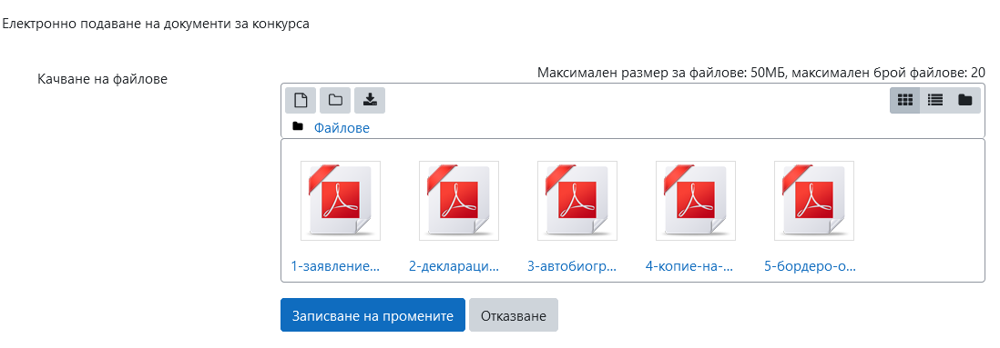 Електронно подаване на документи за конкурса
Качване на файлове
Максимален размер за файлове: 50МБ, максимален брой файлове: 20
Файлове
1-заявление...
2-деклараци...
3-автобиогр...
4-копие-на-...
5-бордеро-о...
Записване на промените
Отказване